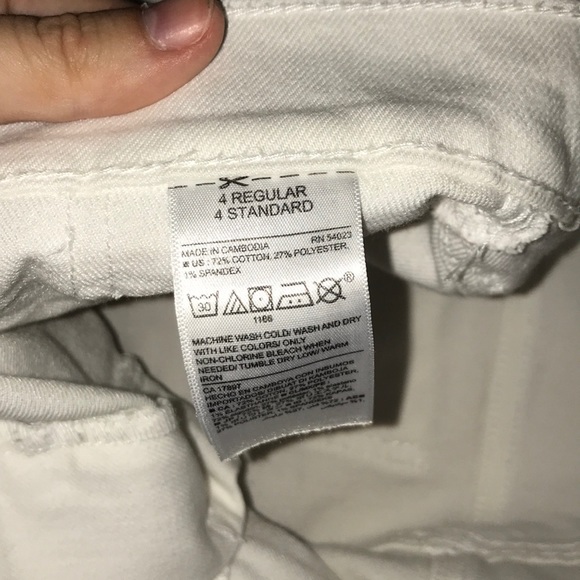 4 REGULAR
4 STANDARD
MADE IN CAMBODIA RN 54023
■ US : 72% COTTON, 27% POLYESTER,
1% SPANDEX
30
1166
MACHINE WASH COLD/ WASH AND DRY
WITH LIKE COLORS/ ONLY
NON-CHLORINE BLEACH WHEN
NEEDED/ TUMBLE DRY LOW/ WARM
IRON
CA 17897
HECHO EN CAMBOYA CON INSUMOS
IMPORTADOS/